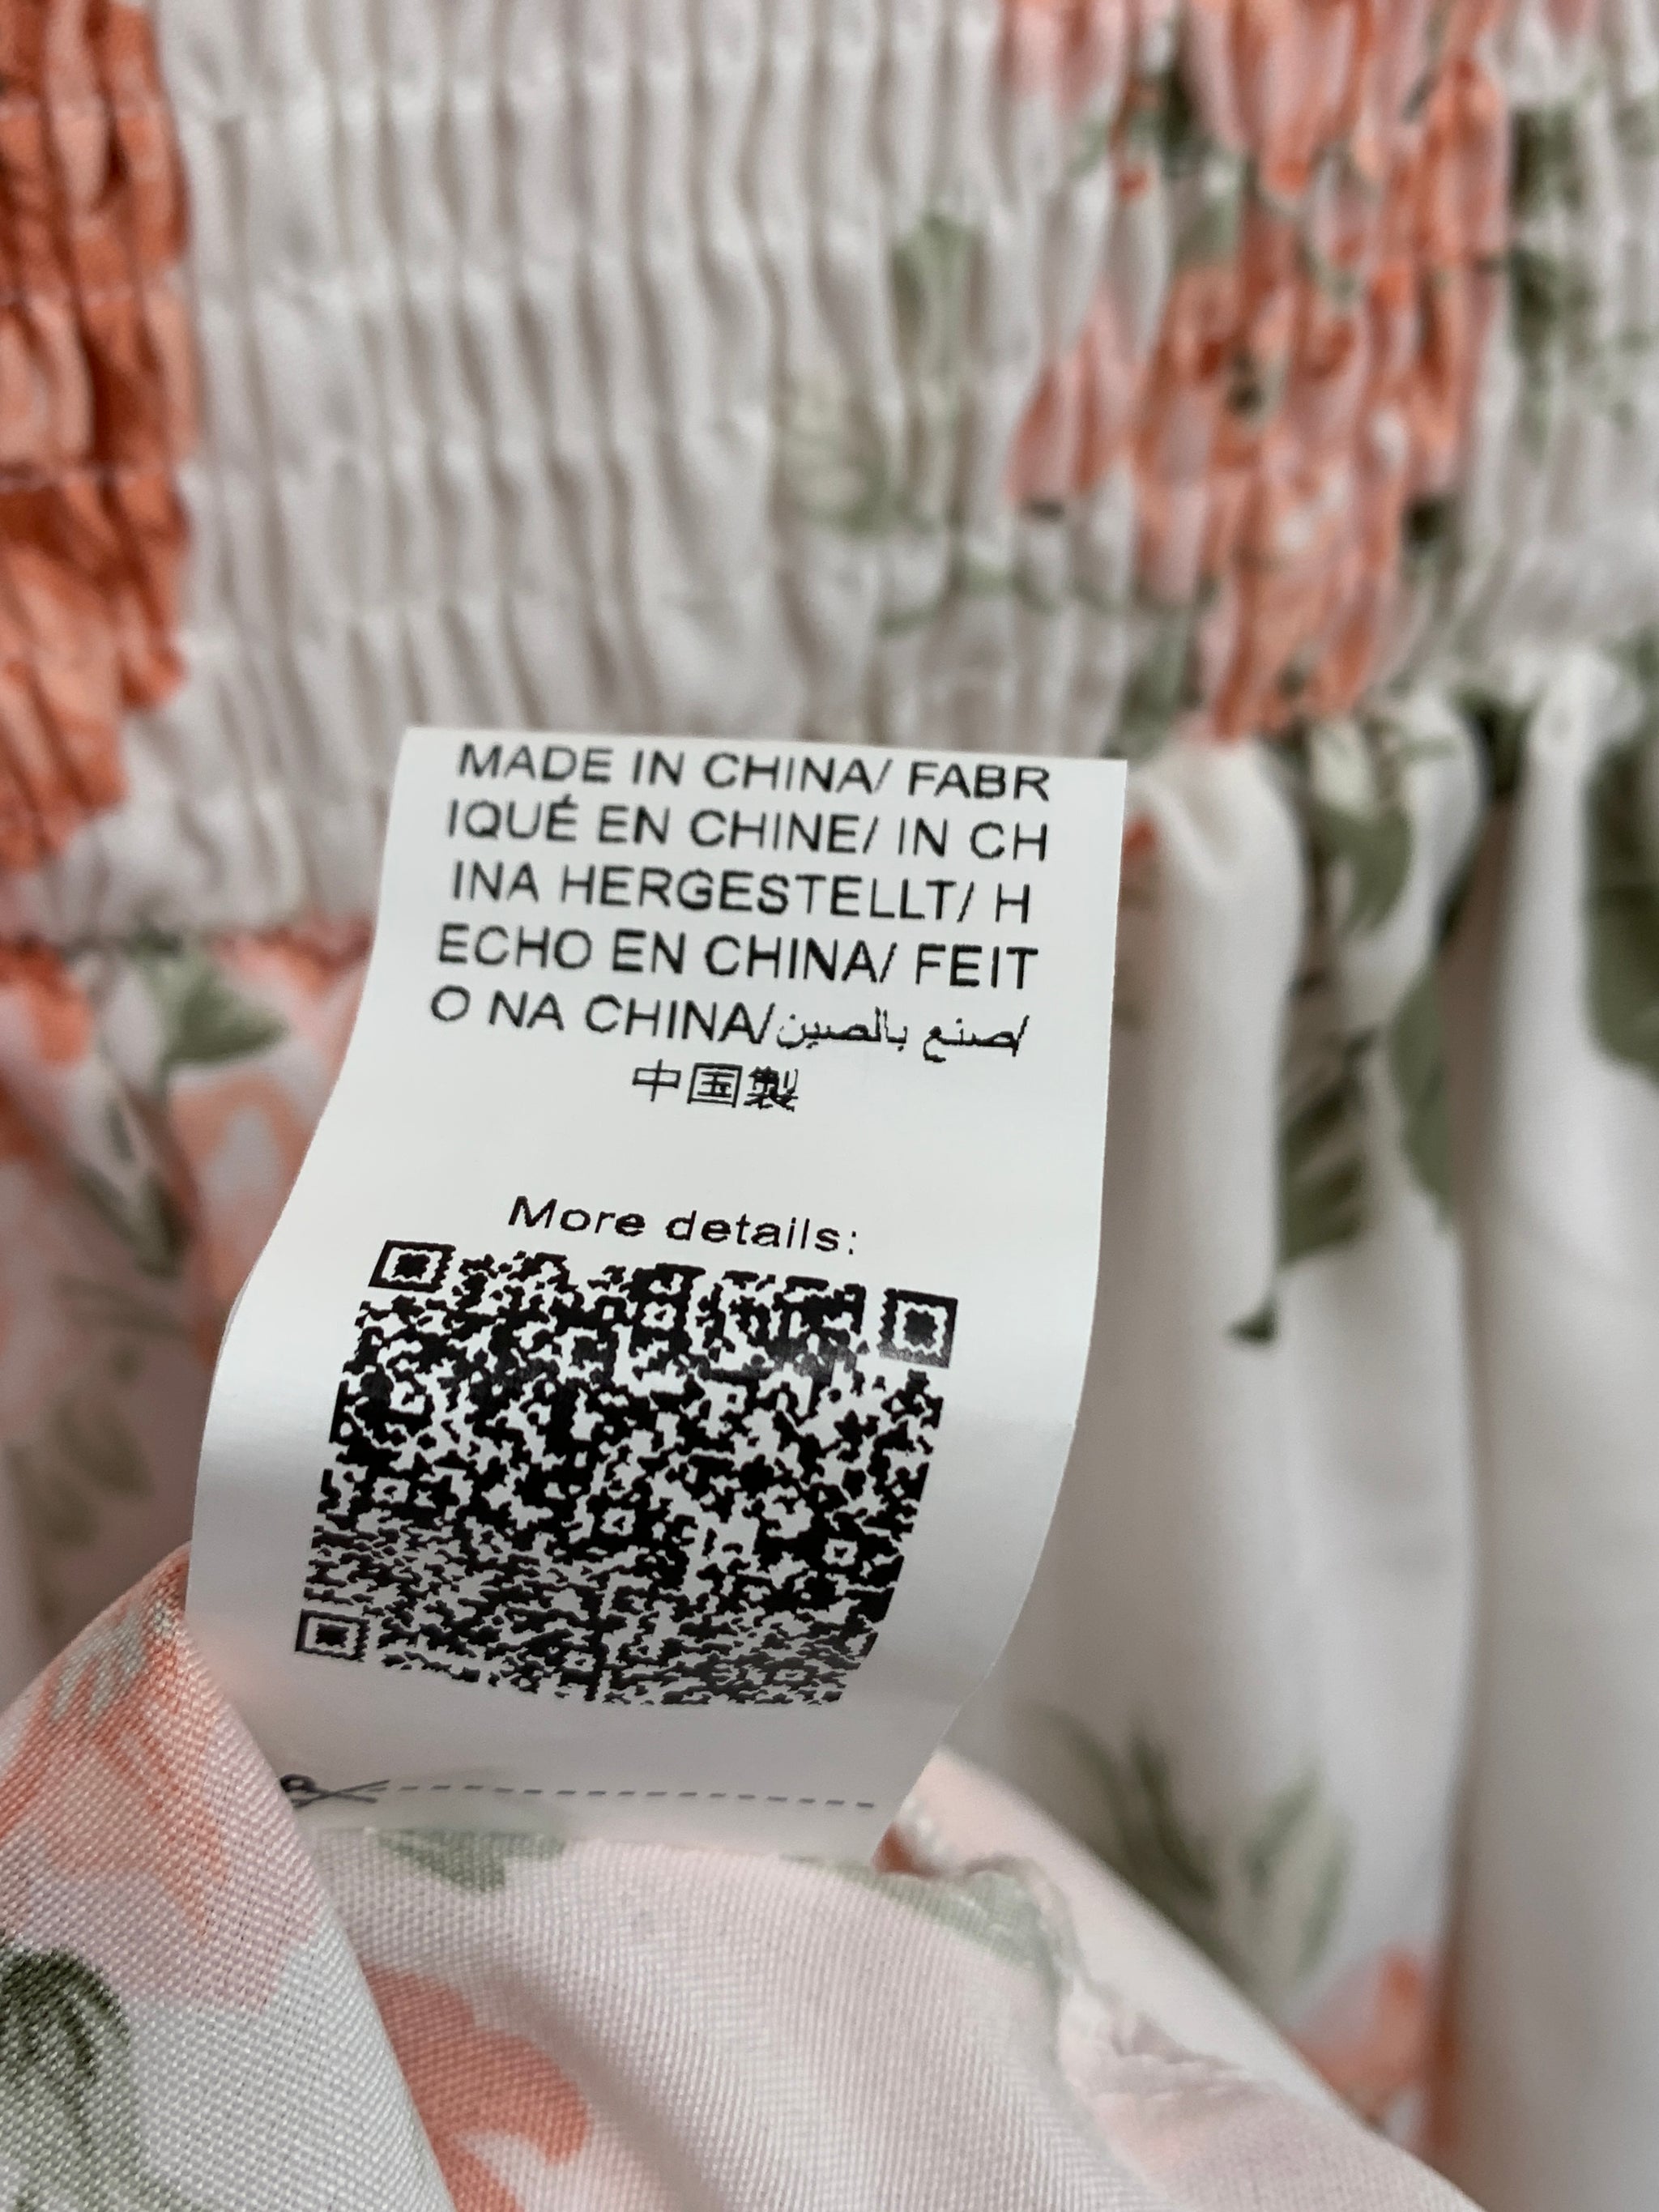 MADE IN CHINA/ FABR
IQUÉ EN CHINE/ IN CH
INA HERGESTELLT/ H
ECHO EN CHINA/ FEIT
O NA CHINA/صنع بالصين/
中国製
More details: